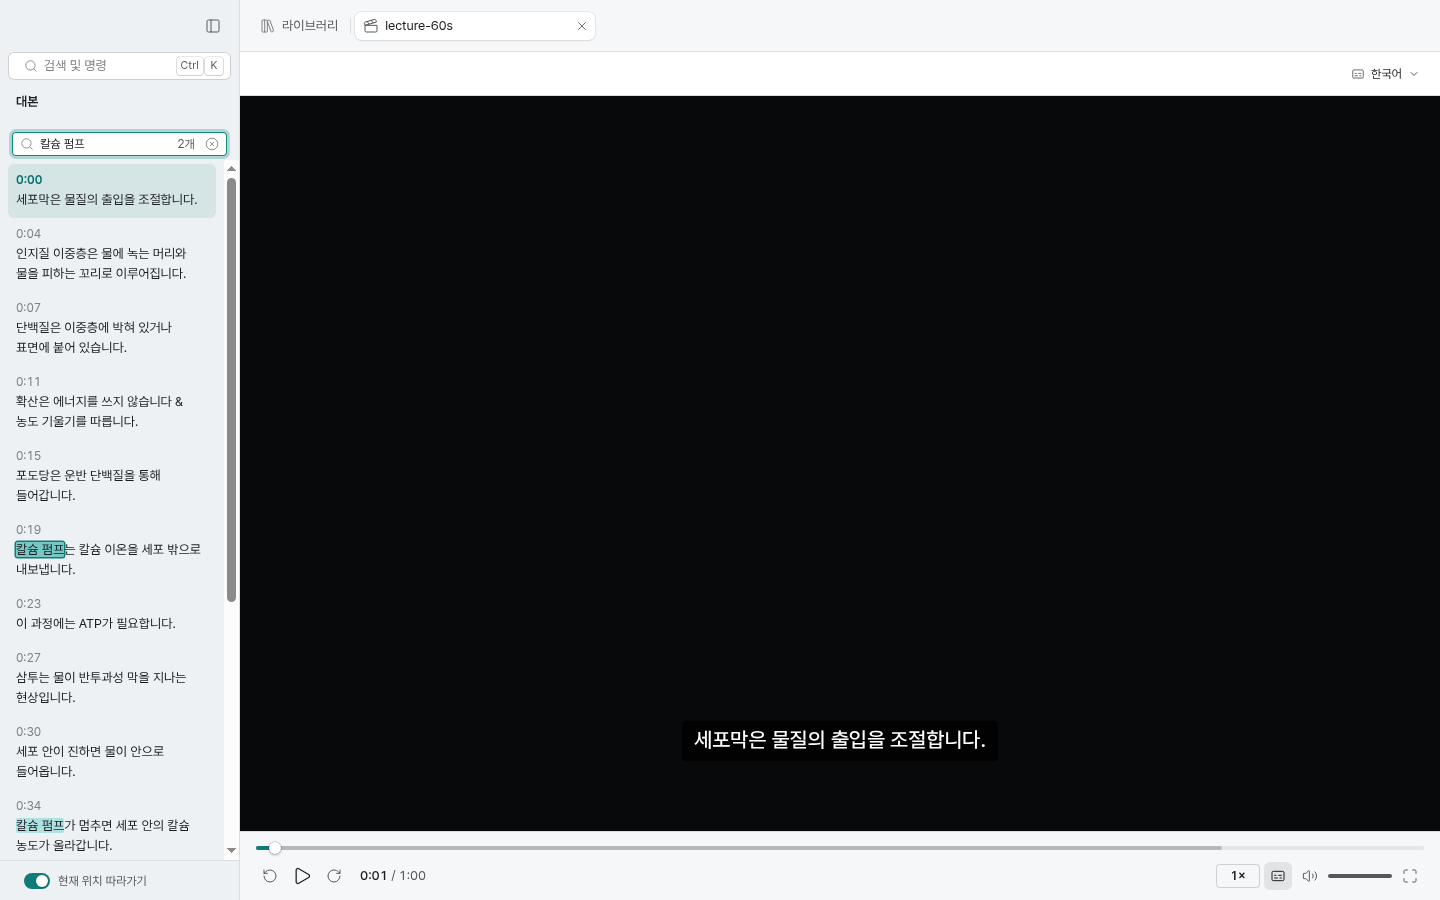 라이브러리
lecture-60s
검색 및 명령
Ctrl K
한국어
대본
칼슘 펌프 2개
0:00
세포막은 물질의 출입을 조절합니다.
0:04
인지질 이중층은 물에 녹는 머리와
물을 피하는 꼬리로 이루어집니다.
0:07
단백질은 이중층에 박혀 있거나
표면에 붙어 있습니다.
0:11
확산은 에너지를 쓰지 않습니다 &
농도 기울기를 따릅니다.
0:15
포도당은 운반 단백질을 통해
들어갑니다.
0:19
칼슘 펌프는 칼슘 이온을 세포 밖으로
내보냅니다.
0:23
이 과정에는 ATP가 필요합니다.
0:27
삼투는 물이 반투과성 막을 지나는
현상입니다.
0:30
세포 안이 진하면 물이 안으로
들어옵니다.
0:34
칼슘 펌프가 멈추면 세포 안의 칼슘
농도가 올라갑니다.
현재 위치 따라가기
세포막은 물질의 출입을 조절합니다.
0:01 / 1:00
1×